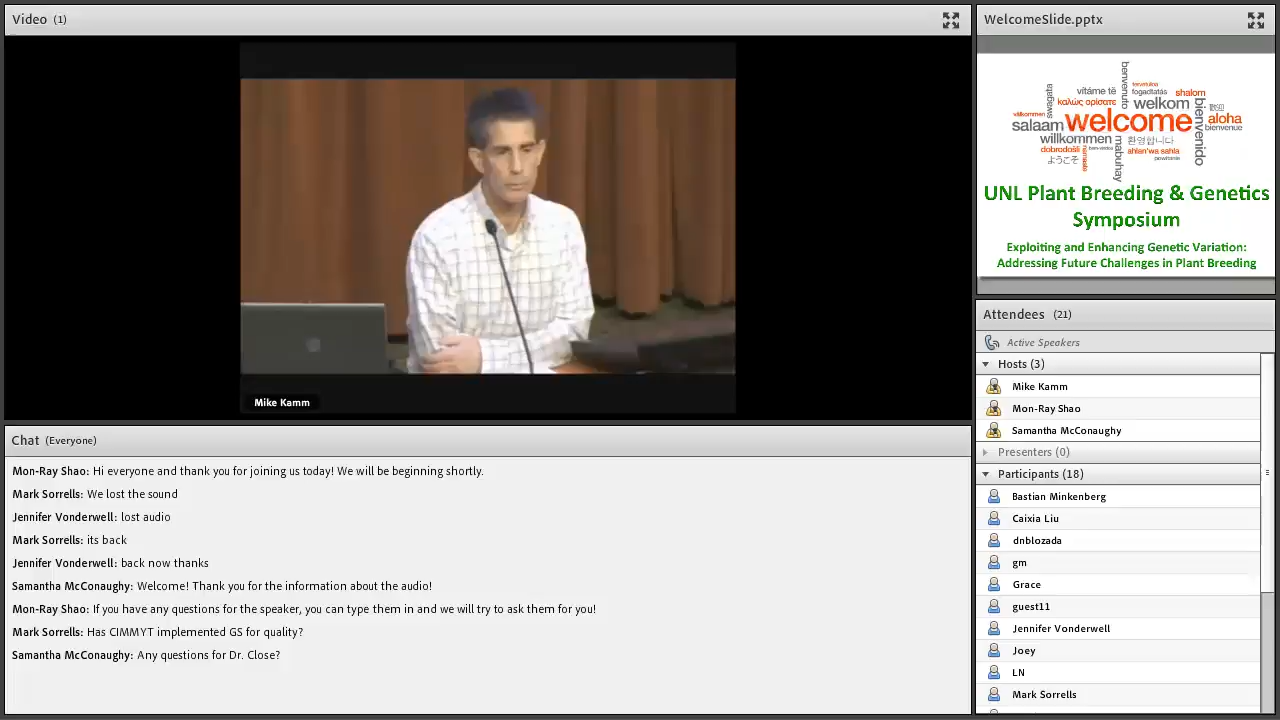 Video (1)
Mike Kamm
Chat (Everyone)
Mon-Ray Shao: Hi everyone and thank you for joining us today! We will be beginning shortly.
Mark Sorrells: We lost the sound
Jennifer Vonderwell: lost audio
Mark Sorrells: its back
Jennifer Vonderwell: back now thanks
Samantha McConaughy: Welcome! Thank you for the information about the audio!
Mon-Ray Shao: If you have any questions for the speaker, you can type them in and we will try to ask them for you!
Mark Sorrells: Has CIMMYT implemented GS for quality?
Samantha McConaughy: Any questions for Dr. Close?
WelcomeSlide.pptx
benvenuto
swagata
vítáme tě
tervetuloa
fogadtatás
shalom
καλώς ορίσατε
welkom
bienvenido
salaam
welcome
aloha
bienvenue
willkommen
환영합니다
dobrodošli
mabuhay
ahlan'wa sahla
ようこそ
UNL Plant Breeding & Genetics
Symposium
Exploiting and Enhancing Genetic Variation:
Addressing Future Challenges in Plant Breeding
Attendees (21)
Active Speakers
Hosts (3)
Mike Kamm
Mon-Ray Shao
Samantha McConaughy
Presenters (0)
Participants (18)
Bastian Minkenberg
Caixia Liu
dnblozada
gm
Grace
guest11
Jennifer Vonderwell
Joey
LN
Mark Sorrells